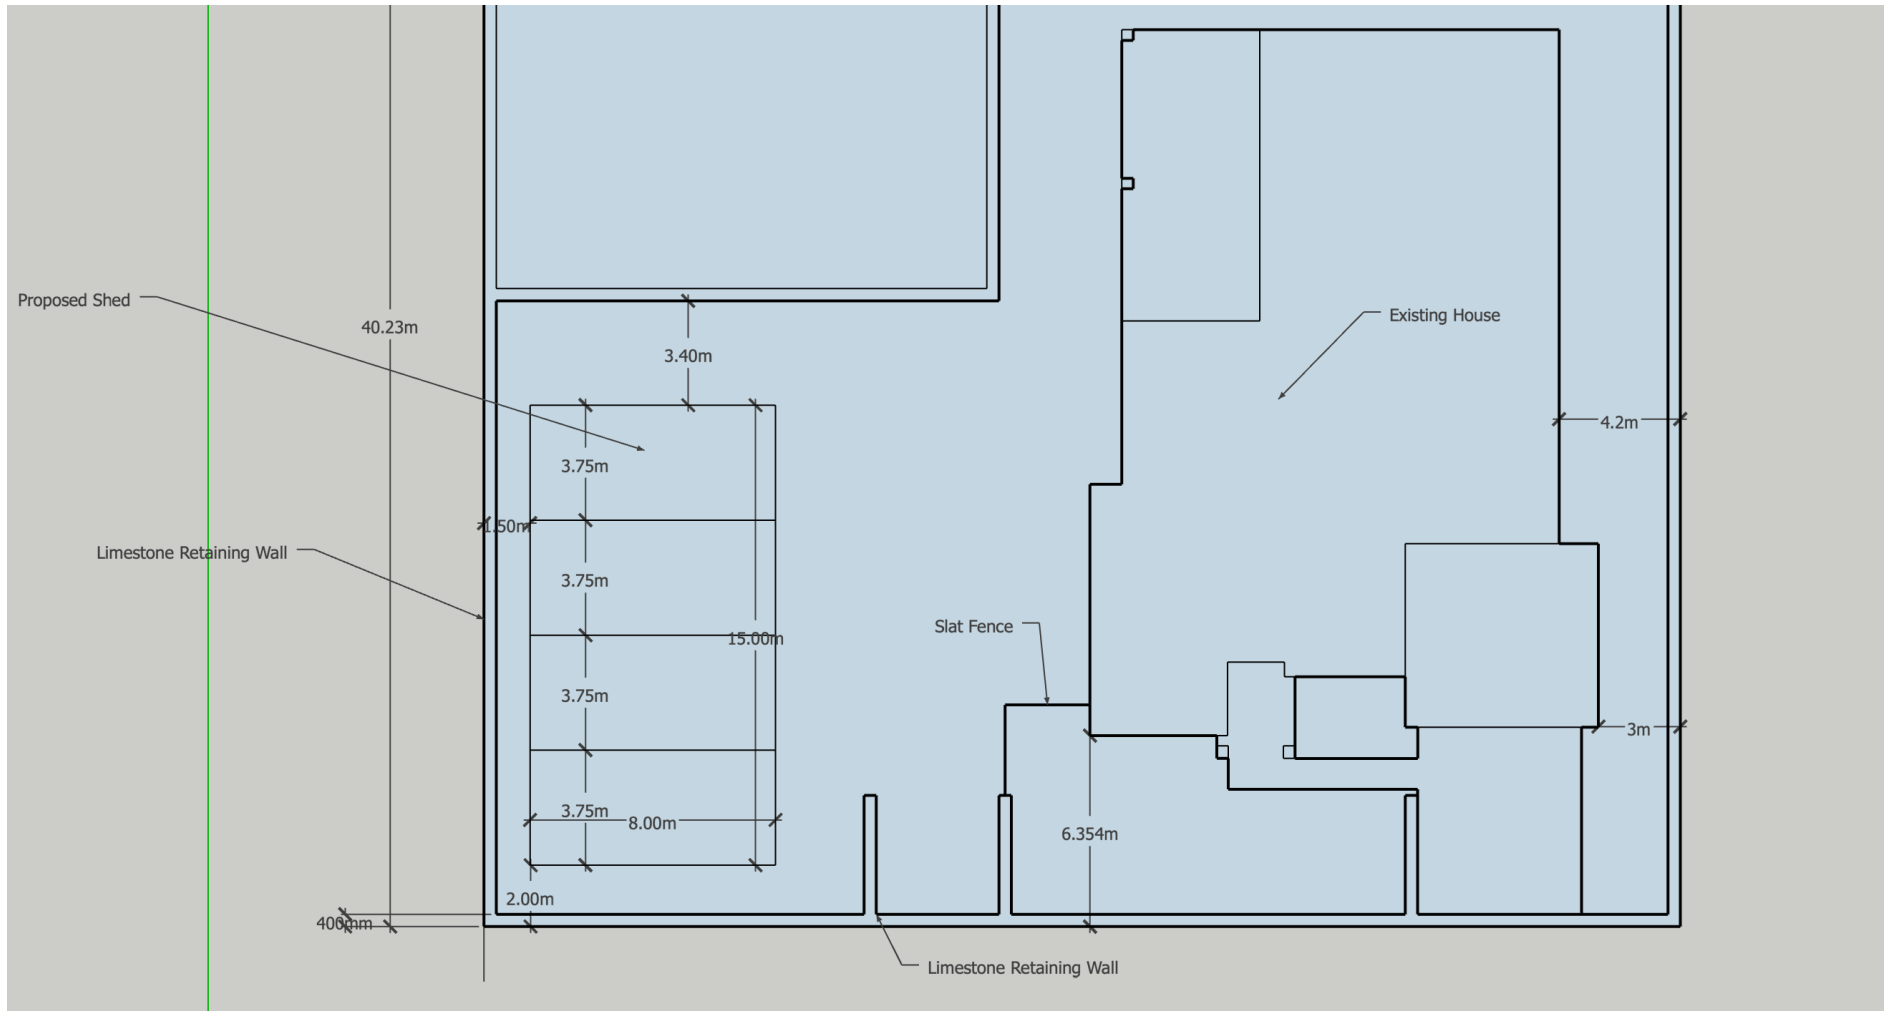 Proposed Shed
40.23m
3.40m
Existing House
4.2m
3.75m
1.50m
Limestone Retaining Wall
3.75m
15.00m
Slat Fence
3.75m
3m
3.75m
8.00m
6.354m
2.00m
400mm
Limestone Retaining Wall